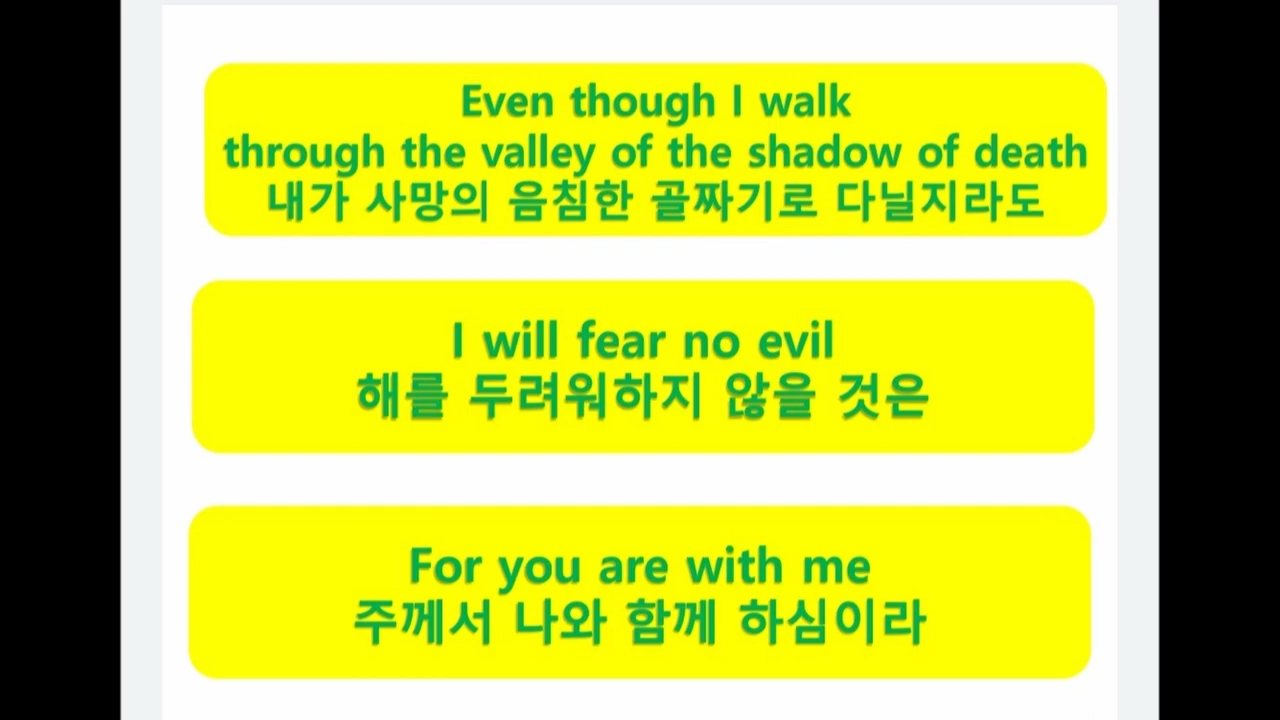 Even though I walk
through the valley of the shadow of death
내가 사망의 음침한 골짜기로 다닐지라도
I will fear no evil
해를 두려워하지 않을 것은
For you are with me
주께서 나와 함께 하심이라